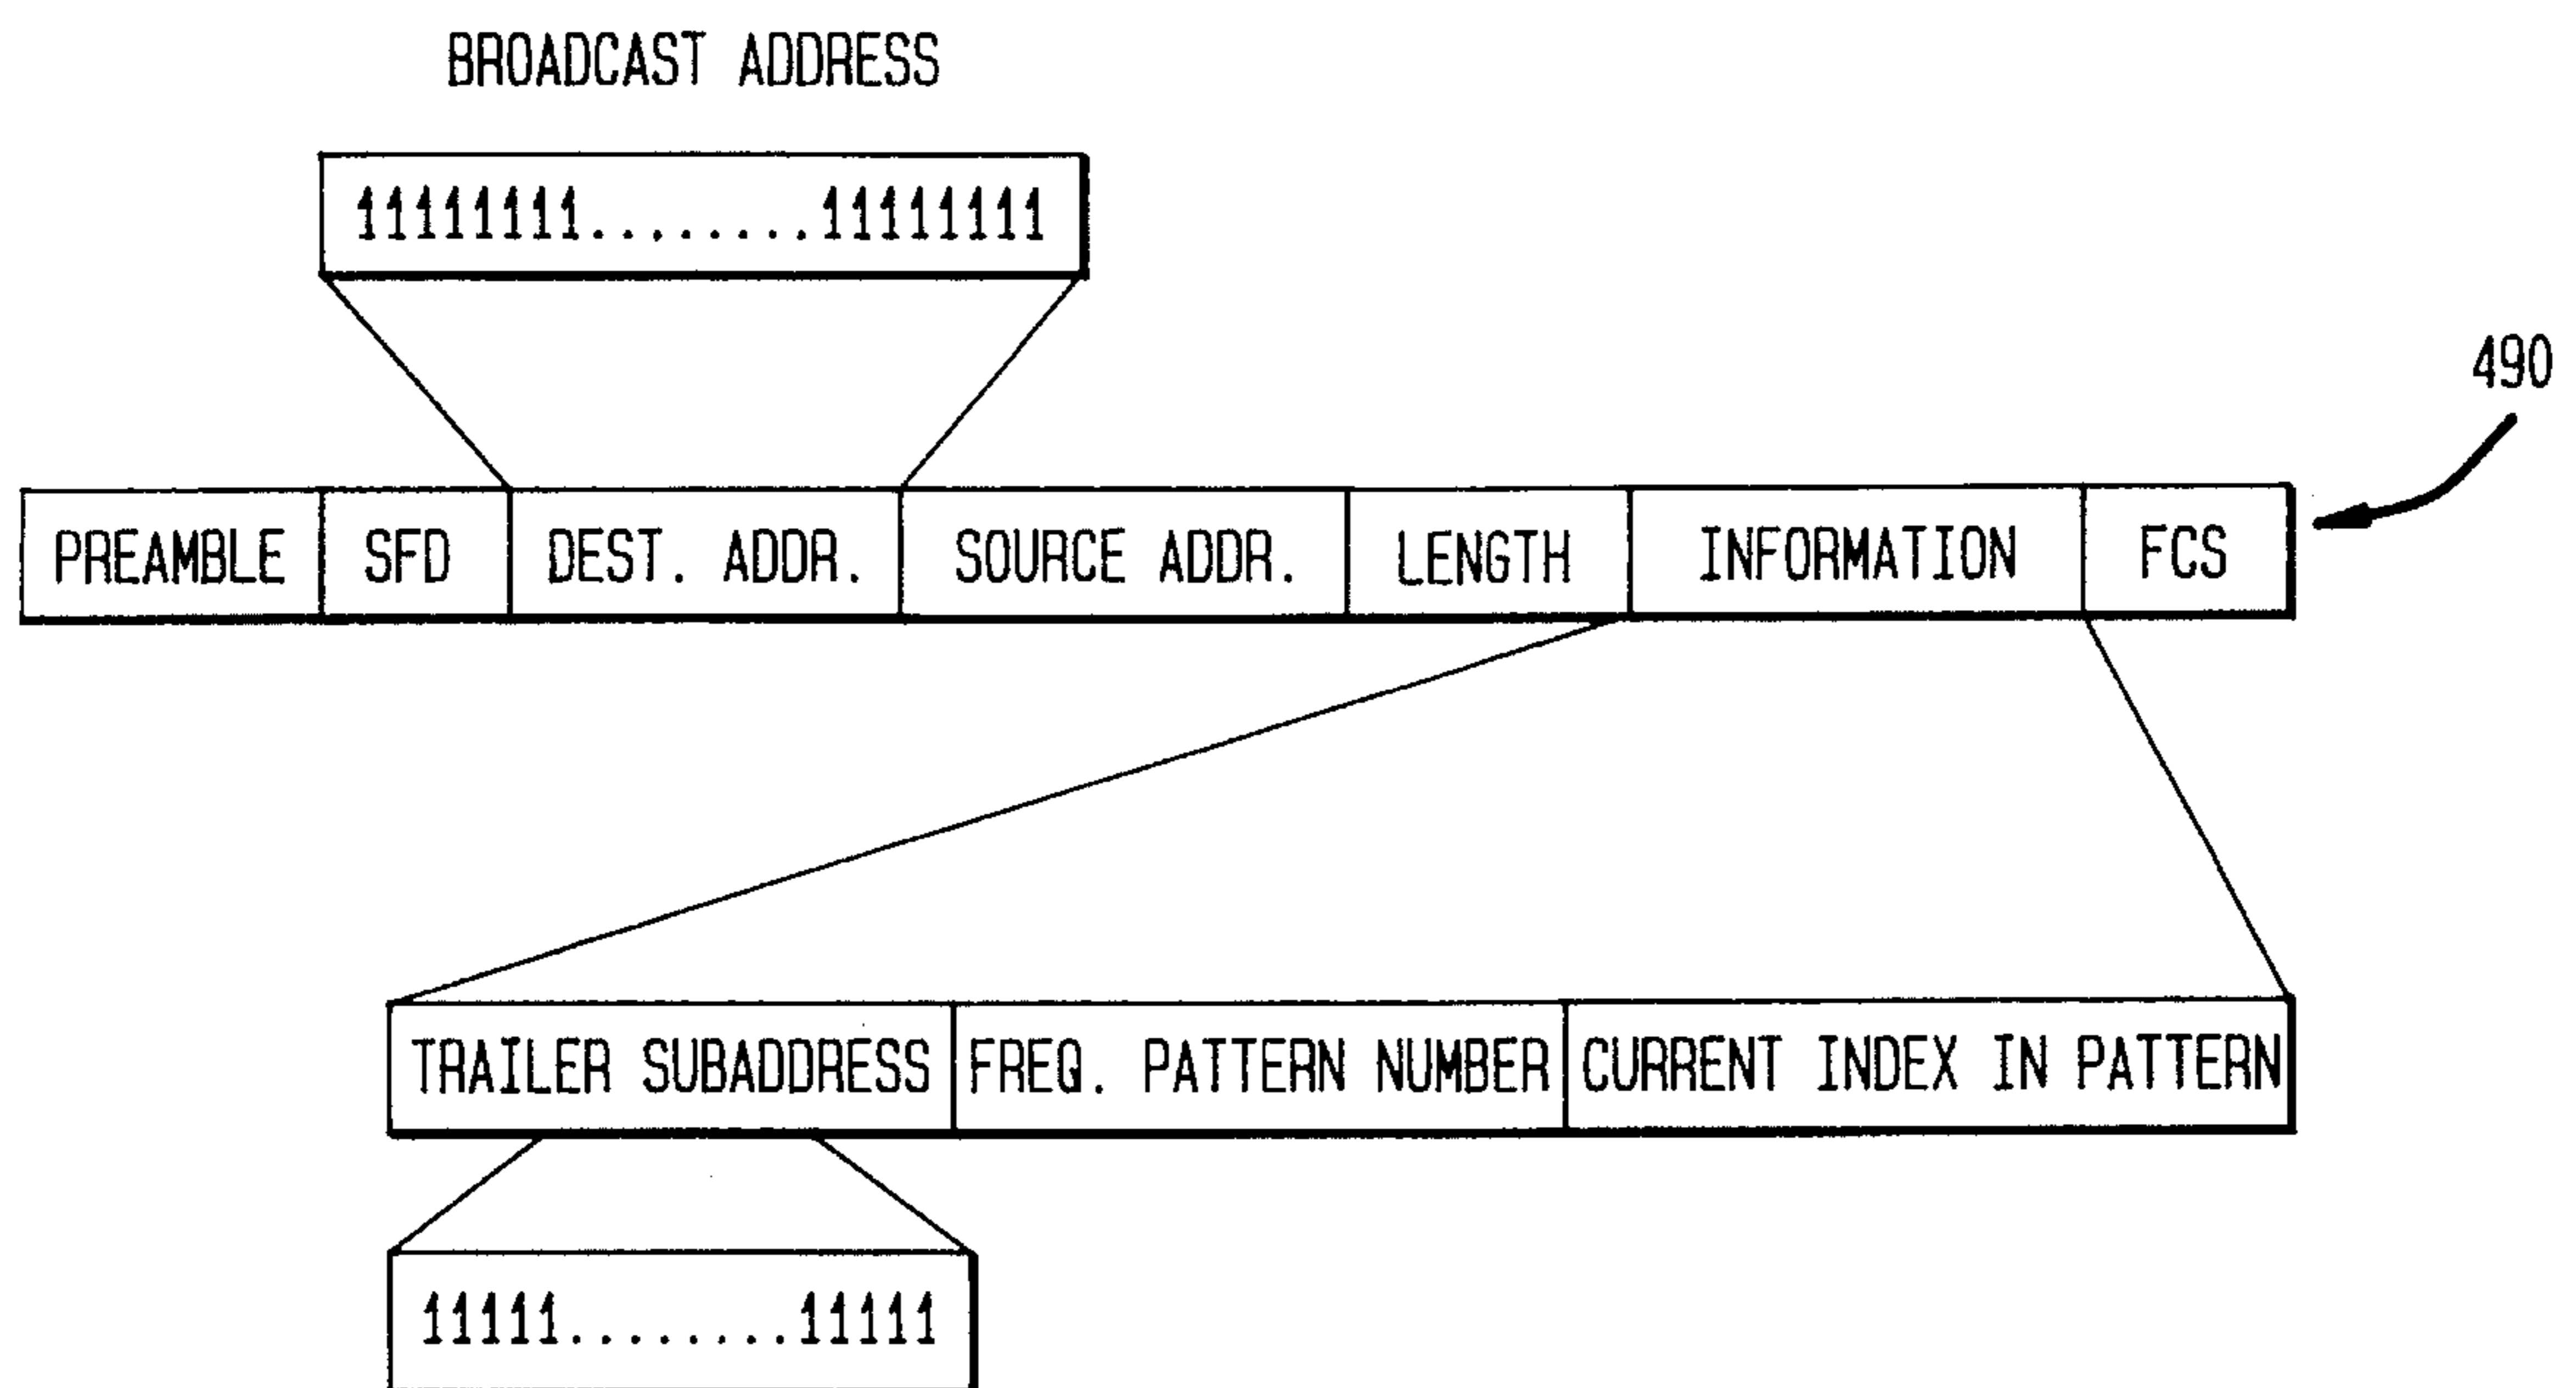 BROADCAST ADDRESS
11111111........11111111
490
PREAMBLE SFD DEST. ADDR. SOURCE ADDR. LENGTH INFORMATION FCS
TRAILER SUBADDRESS FREQ. PATTERN NUMBER CURRENT INDEX IN PATTERN
11111........11111